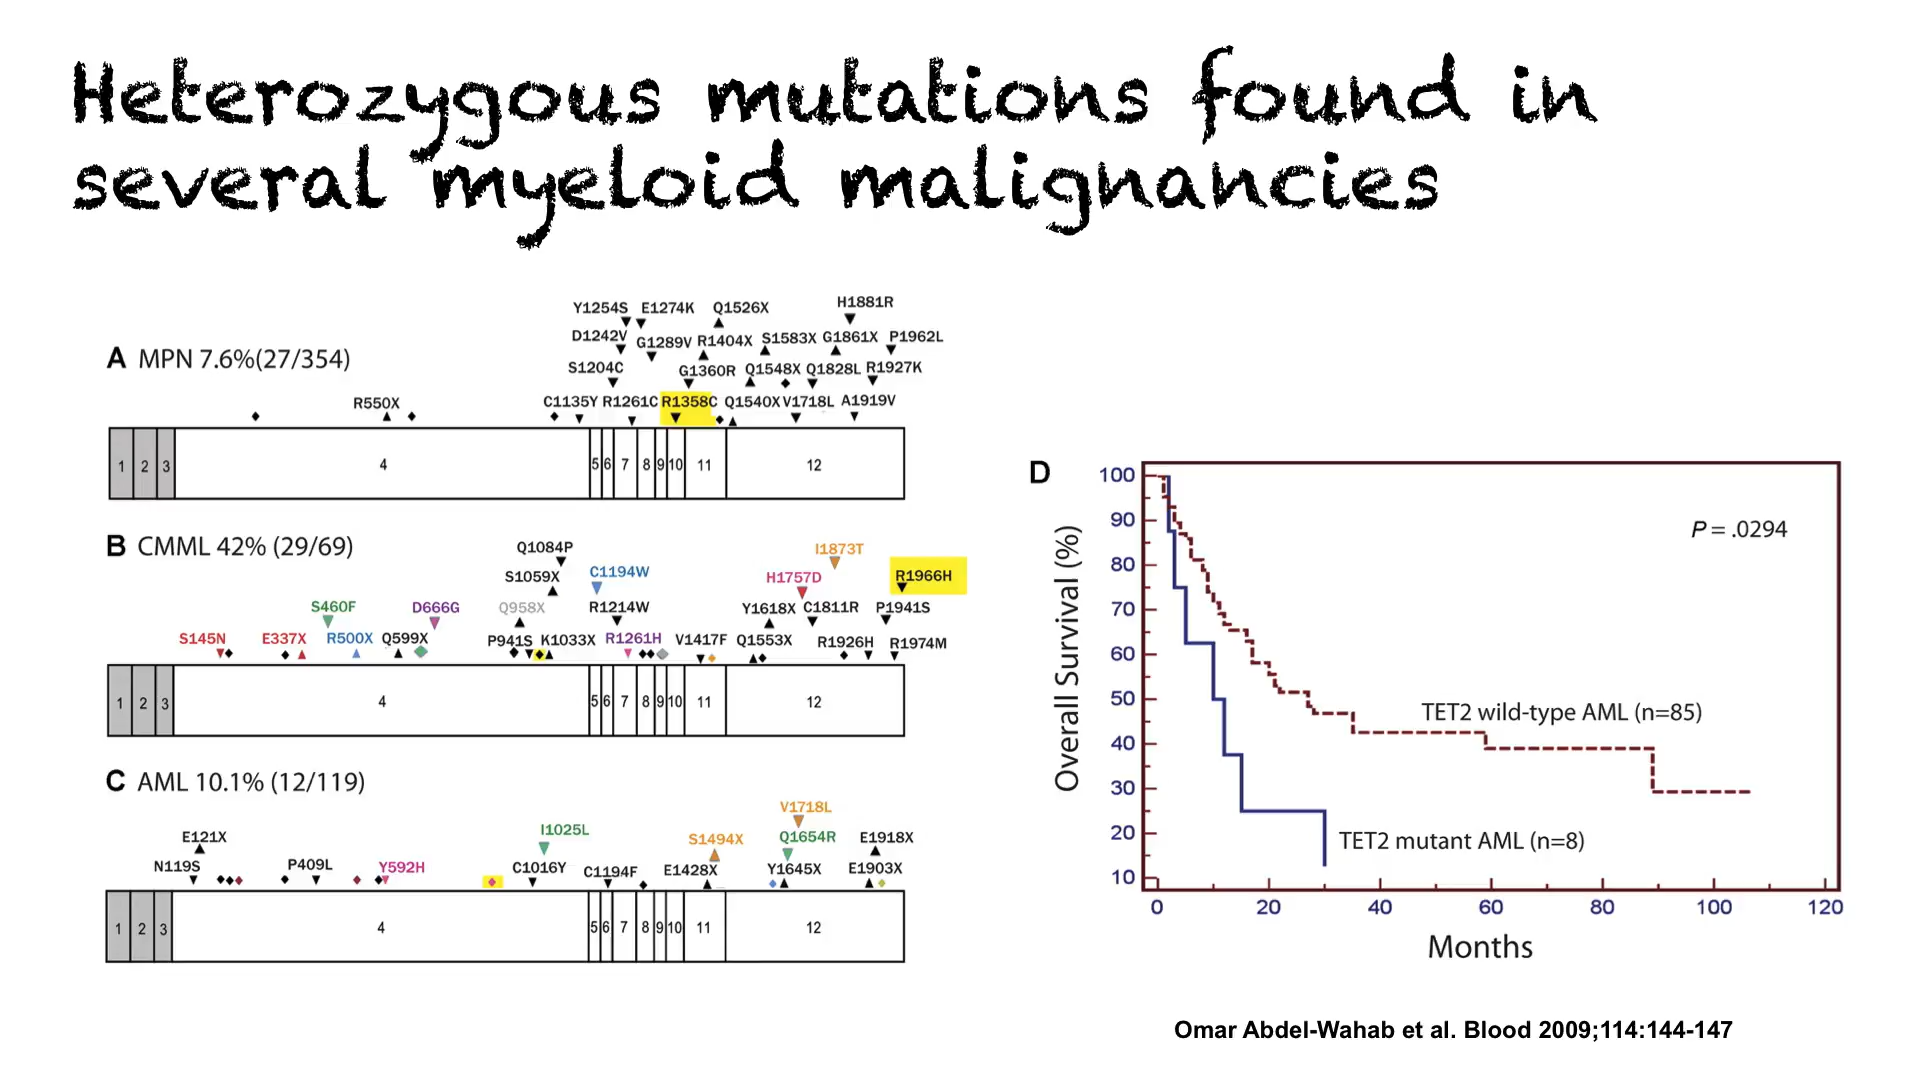 Heterozygous mutations found in
several myeloid malignancies
A MPN 7.6%(27/354)
H1881R
Y1254S E1274K Q1526X
D1242V G1289V R1404X S1583X G1861X P1962L
S1204C G1360R Q1548X Q1828L R1927K
R550X C1135Y R1261C R1358C Q1540X V1718L A1919V
1 2 3 4 5 6 7 8 9 10 11 12
B CMML 42% (29/69)
Q1084P I1873T
S1059X C1194W H1757D R1966H
S460F D666G Q958X R1214W Y1618X C1811R P1941S
S145N E337X R500X Q599X P941S K1033X R1261H V1417F Q1553X R1926H R1974M
1 2 3 4 5 6 7 8 9 10 11 12
C AML 10.1% (12/119)
V1718L
E121X I1025L S1494X Q1654R E1918X
N119S P409L Y592H C1016Y C1194F E1428X Y1645X E1903X
1 2 3 4 5 6 7 8 9 10 11 12
D
Overall Survival (%)
100
90
80
70
60
50
40
30
20
10
P = .0294
TET2 wild-type AML (n=85)
TET2 mutant AML (n=8)
0 20 40 60 80 100 120
Months
Omar Abdel-Wahab et al. Blood 2009;114:144-147